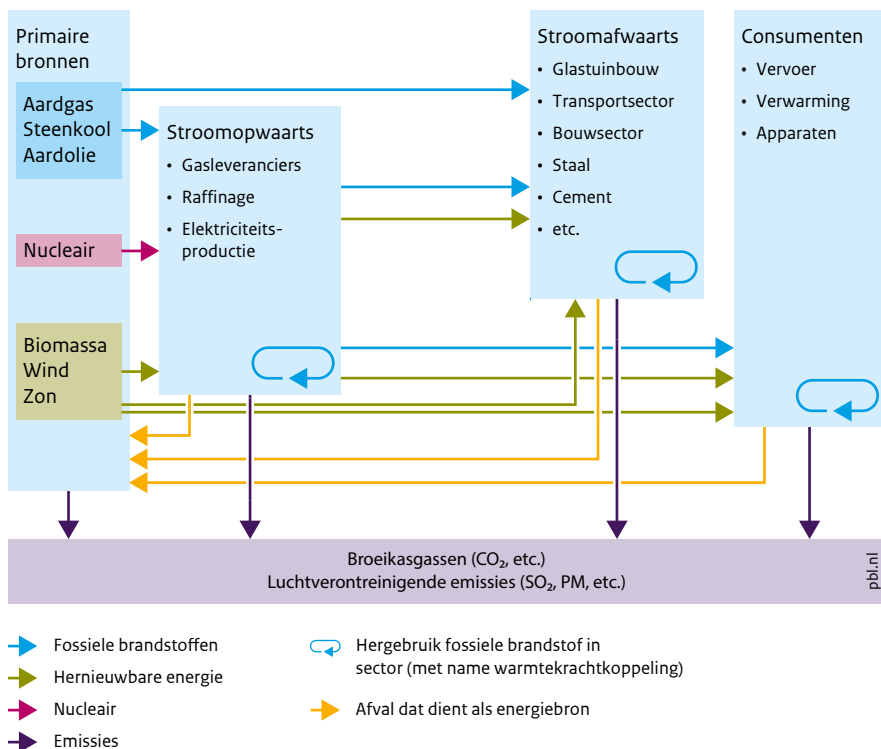 Primaire
bronnen
Aardgas
Steenkool
Aardolie
Nucleair
Biomassa
Wind
Zon
Stroomopwaarts
• Gasleveranciers
• Raffinage
• Elektriciteits-
productie
Stroomafwaarts
• Glastuinbouw
• Transportsector
• Bouwsector
• Staal
• Cement
• etc.
Consumenten
• Vervoer
• Verwarming
• Apparaten
Broeikasgassen (CO₂, etc.)
Luchtverontreinigende emissies (SO₂, PM, etc.)
pbl.nl
Fossiele brandstoffen
Hernieuwbare energie
Nucleair
Emissies
Hergebruik fossiele brandstof in
sector (met name warmtekrachtkoppeling)
Afval dat dient als energiebron